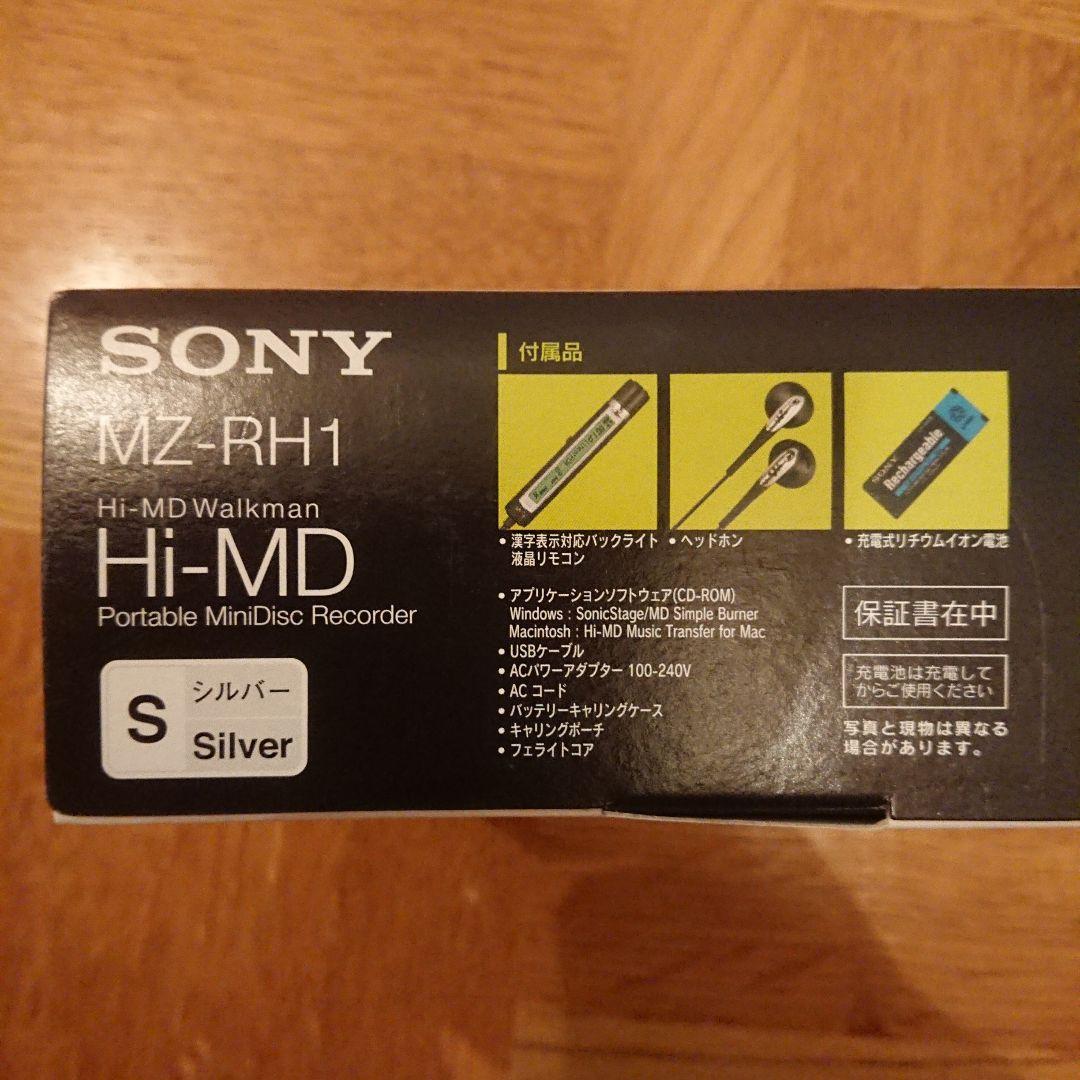 SONY
MZ-RH1
Hi-MD Walkman
Hi-MD
Portable MiniDisc Recorder
S
シルバー
Silver
付属品
SONY
Rechargeable
• 漢字表示対応バックライト
液晶リモコン
• ヘッドホン
• 充電式リチウムイオン電池
• アプリケーションソフトウェア(CD-ROM)
Windows : SonicStage/MD Simple Burner
Macintosh : Hi-MD Music Transfer for Mac
• USBケーブル
• ACパワーアダプター 100-240V
• AC コード
• バッテリーキャリングケース
• キャリングポーチ
• フェライトコア
保証書在中
充電池は充電して
からご使用ください
写真と現物は異なる
場合があります。